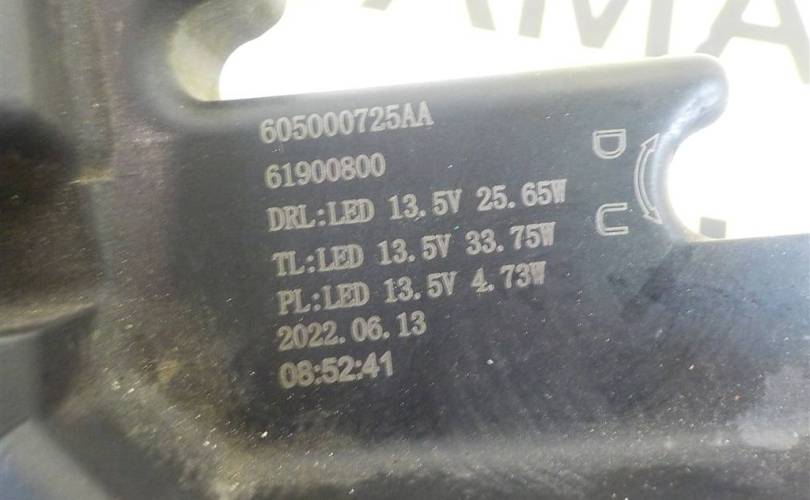 605000725AA
61900800
DRL:LED 13.5V 25.65W
TL:LED 13.5V 33.75W
PL:LED 13.5V 4.73W
2022.06.13
08:52:41
D
U